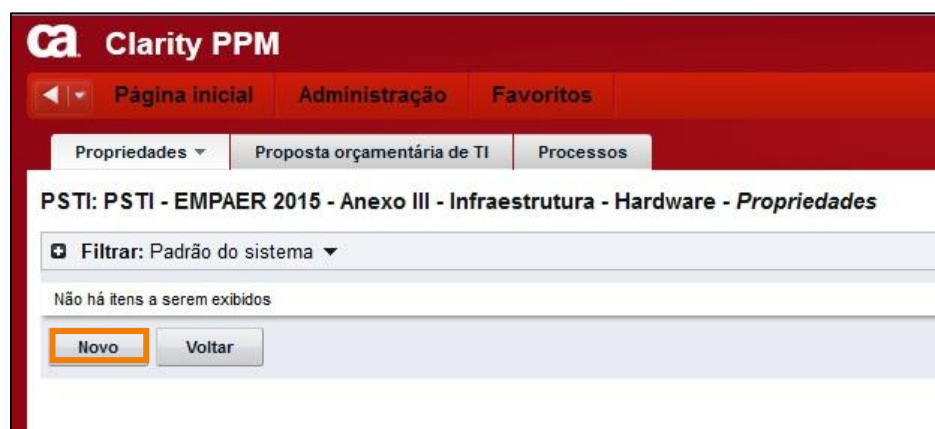 ca Clarity PPM
Página inicial Administração Favoritos
Propriedades Proposta orçamentária de TI Processos
PSTI: PSTI - EMPAER 2015 - Anexo III - Infraestrutura - Hardware - Propriedades
Filtrar: Padrão do sistema
Não há itens a serem exibidos
Novo Voltar